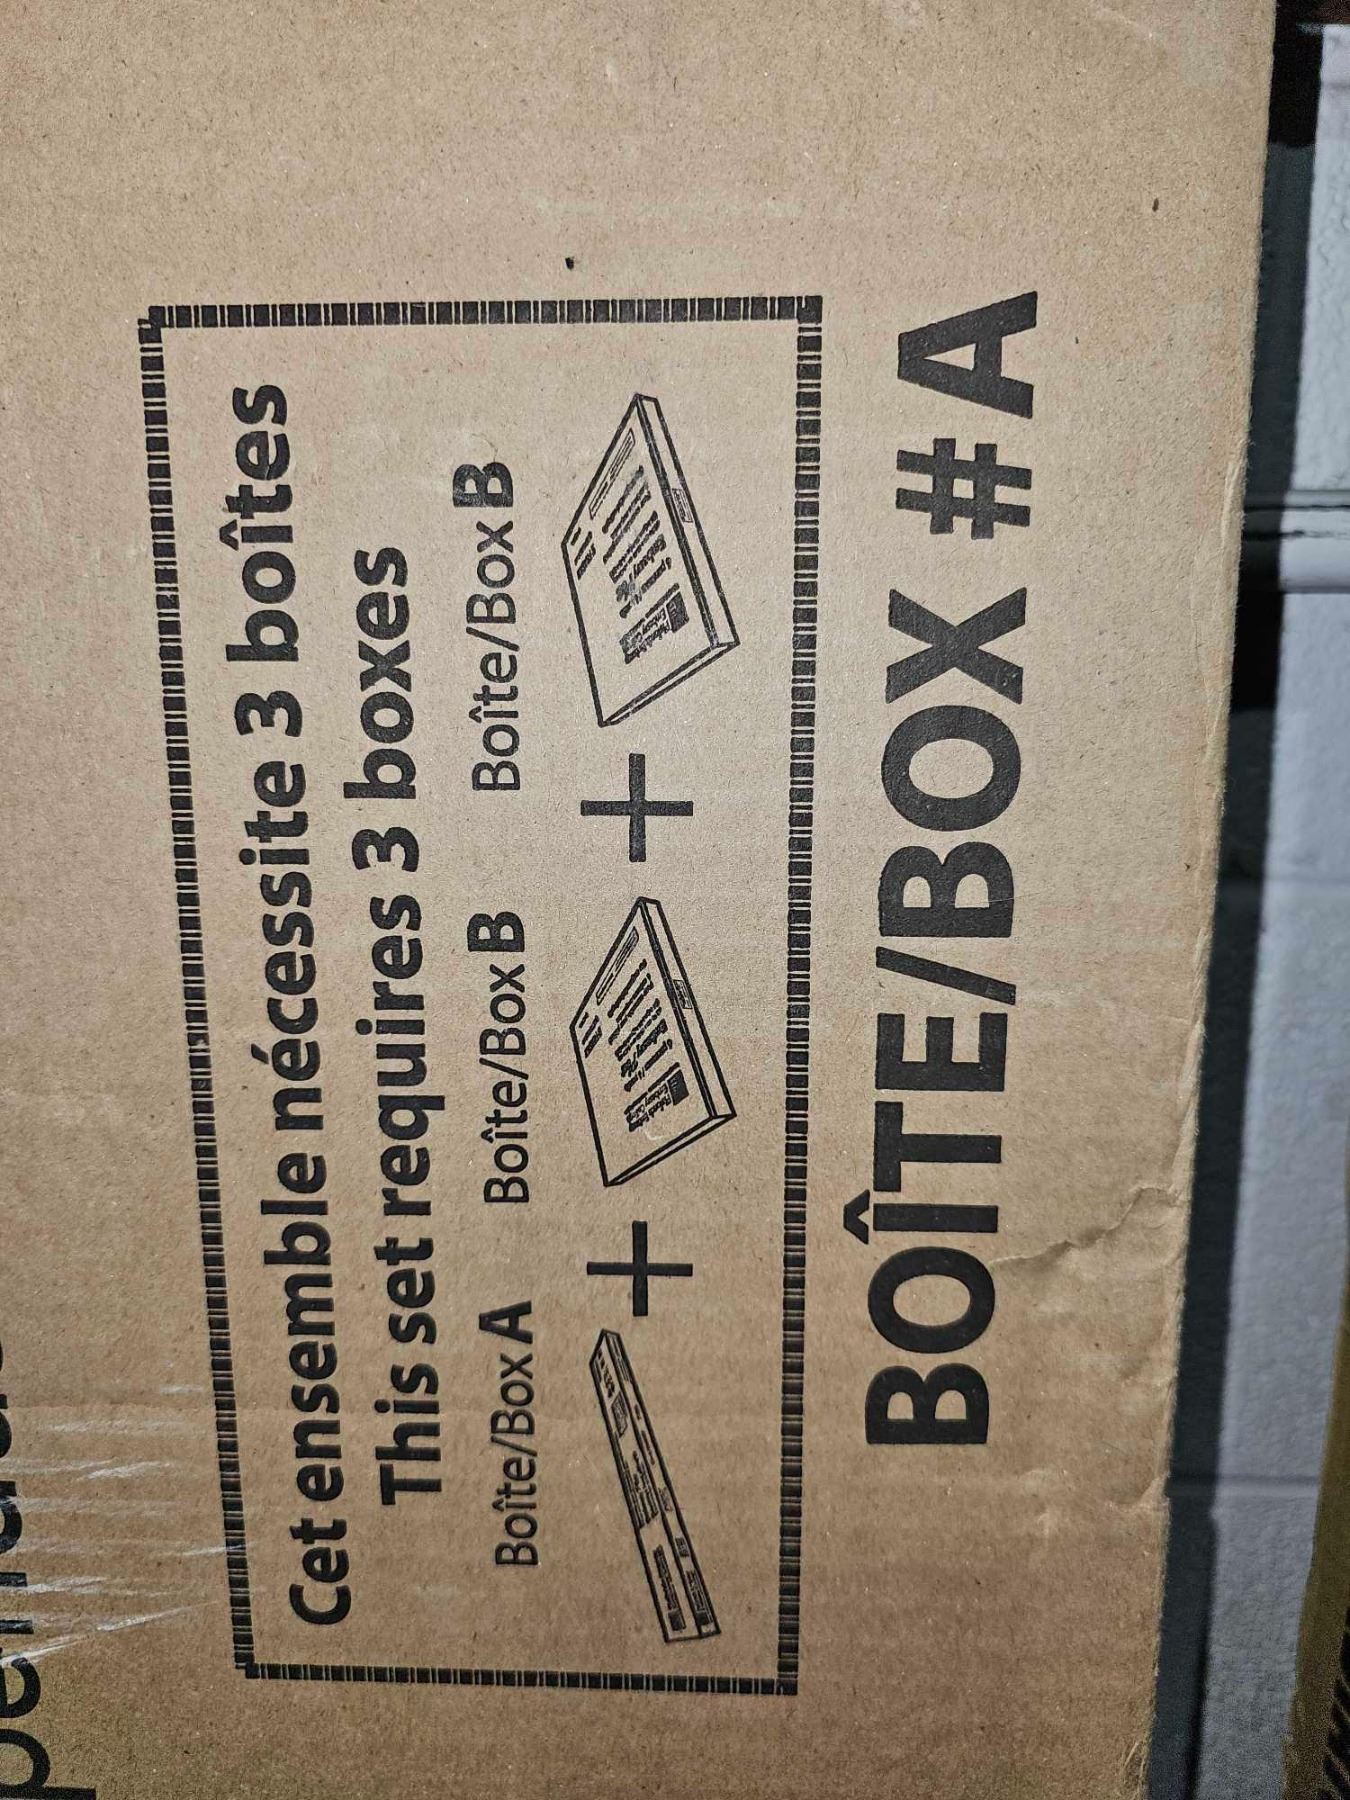 Cet ensemble nécessite 3 boîtes
This set requires 3 boxes
Boîte/Box A Boîte/Box B Boîte/Box B
+ +
BOÎTE/BOX #A